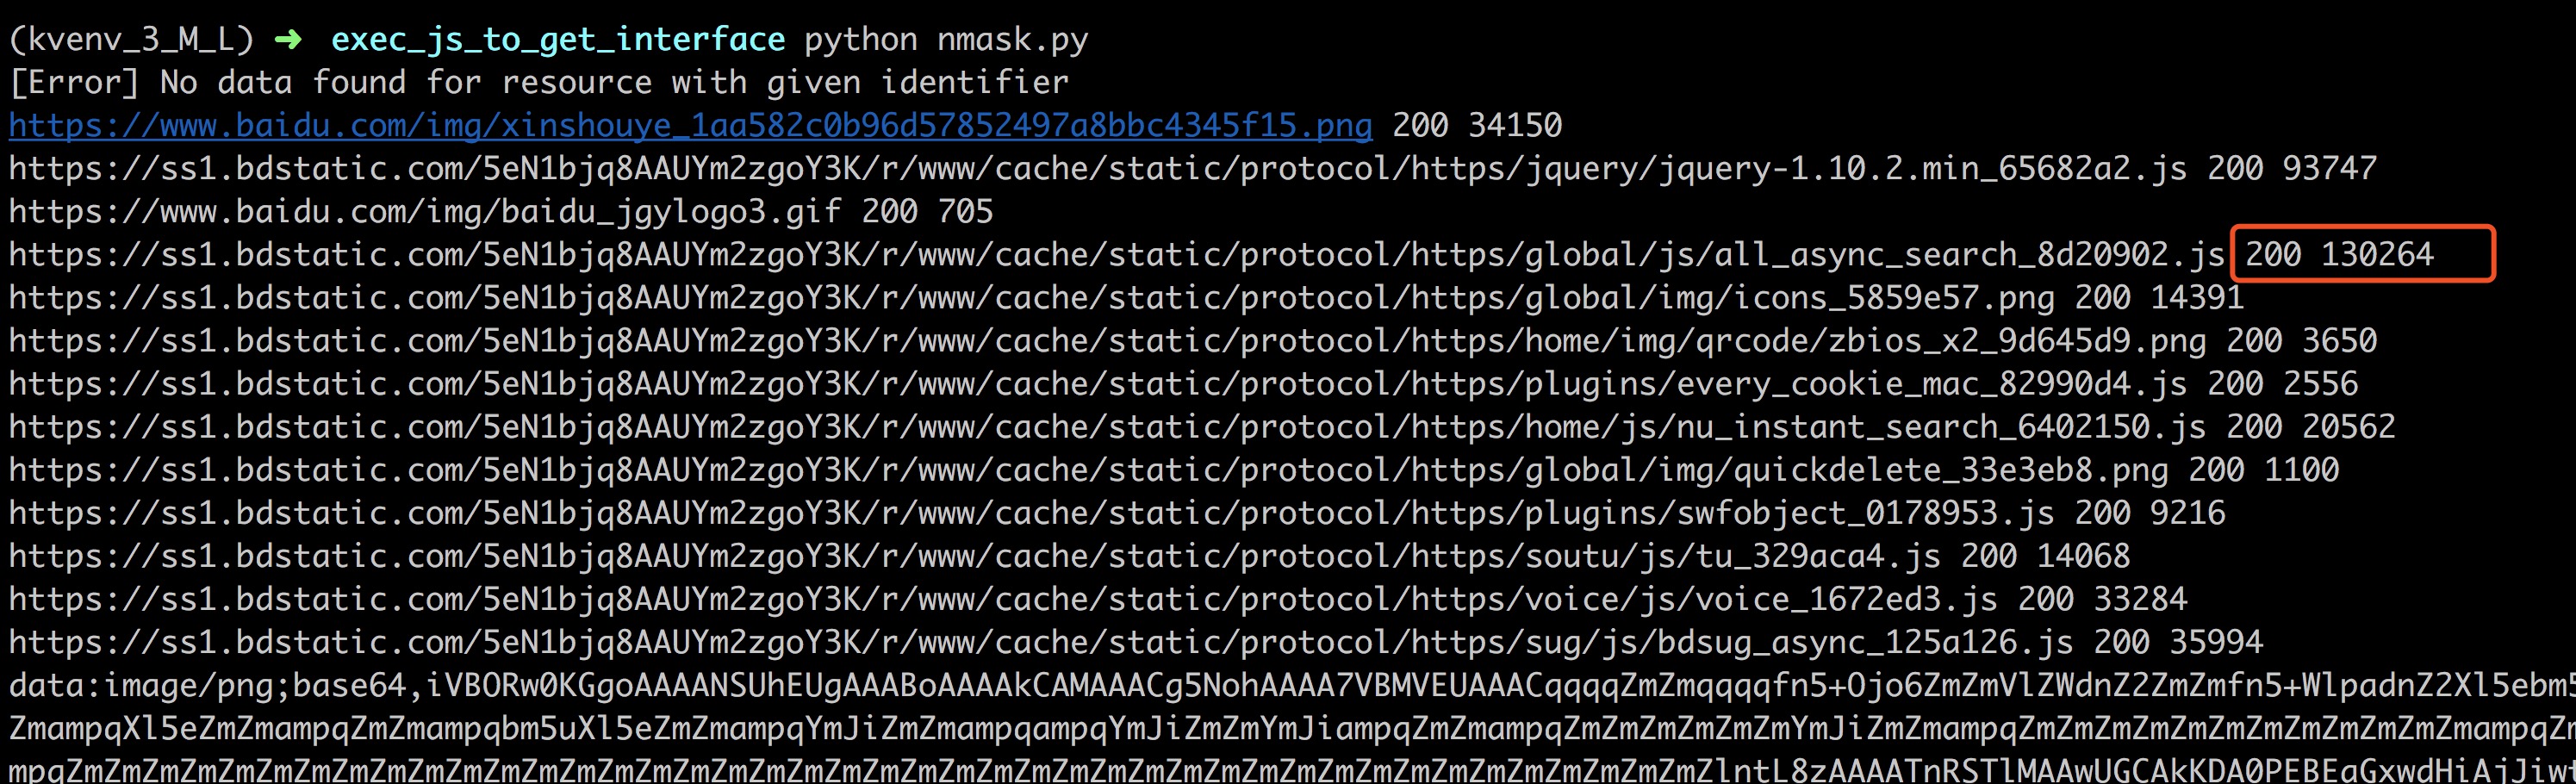 (kvenv_3_M_L) ➜ exec_js_to_get_interface python nmask.py
[Error] No data found for resource with given identifier
https://www.baidu.com/img/xinshouye_1aa582c0b96d57852497a8bbc4345f15.png 200 34150
https://ss1.bdstatic.com/5eN1bjq8AAUYm2zgoY3K/r/www/cache/static/protocol/https/jquery/jquery-1.10.2.min_65682a2.js 200 93747
https://www.baidu.com/img/baidu_jgylogo3.gif 200 705
https://ss1.bdstatic.com/5eN1bjq8AAUYm2zgoY3K/r/www/cache/static/protocol/https/global/js/all_async_search_8d20902.js 200 130264
https://ss1.bdstatic.com/5eN1bjq8AAUYm2zgoY3K/r/www/cache/static/protocol/https/global/img/icons_5859e57.png 200 14391
https://ss1.bdstatic.com/5eN1bjq8AAUYm2zgoY3K/r/www/cache/static/protocol/https/home/img/qrcode/zbios_x2_9d645d9.png 200 3650
https://ss1.bdstatic.com/5eN1bjq8AAUYm2zgoY3K/r/www/cache/static/protocol/https/plugins/every_cookie_mac_82990d4.js 200 2556
https://ss1.bdstatic.com/5eN1bjq8AAUYm2zgoY3K/r/www/cache/static/protocol/https/home/js/nu_instant_search_6402150.js 200 20562
https://ss1.bdstatic.com/5eN1bjq8AAUYm2zgoY3K/r/www/cache/static/protocol/https/global/img/quickdelete_33e3eb8.png 200 1100
https://ss1.bdstatic.com/5eN1bjq8AAUYm2zgoY3K/r/www/cache/static/protocol/https/plugins/swfobject_0178953.js 200 9216
https://ss1.bdstatic.com/5eN1bjq8AAUYm2zgoY3K/r/www/cache/static/protocol/https/soutu/js/tu_329aca4.js 200 14068
https://ss1.bdstatic.com/5eN1bjq8AAUYm2zgoY3K/r/www/cache/static/protocol/https/voice/js/voice_1672ed3.js 200 33284
https://ss1.bdstatic.com/5eN1bjq8AAUYm2zgoY3K/r/www/cache/static/protocol/https/sug/js/bdsug_async_125a126.js 200 35994
data:image/png;base64,iVBORw0KGgoAAAANSUhEUgAAABoAAAAkCAMAAACg5NohAAAA7VBMVEUAAACqqqqZmZmqqqqfn5+Ojo6ZmZmVlZWdnZ2ZmZmfn5+WlpadnZ2Xl5ebm5
ZmampqXl5eZmZmampqZmZmampqbm5uXl5eZmZmampqYmJiZmZmampqampqYmJiZmZmYmJiampqZmZmampqZmZmZmZmZmZmYmJiZmZmampqZmZmZmZmZmZmZmZmZmZmampqZm